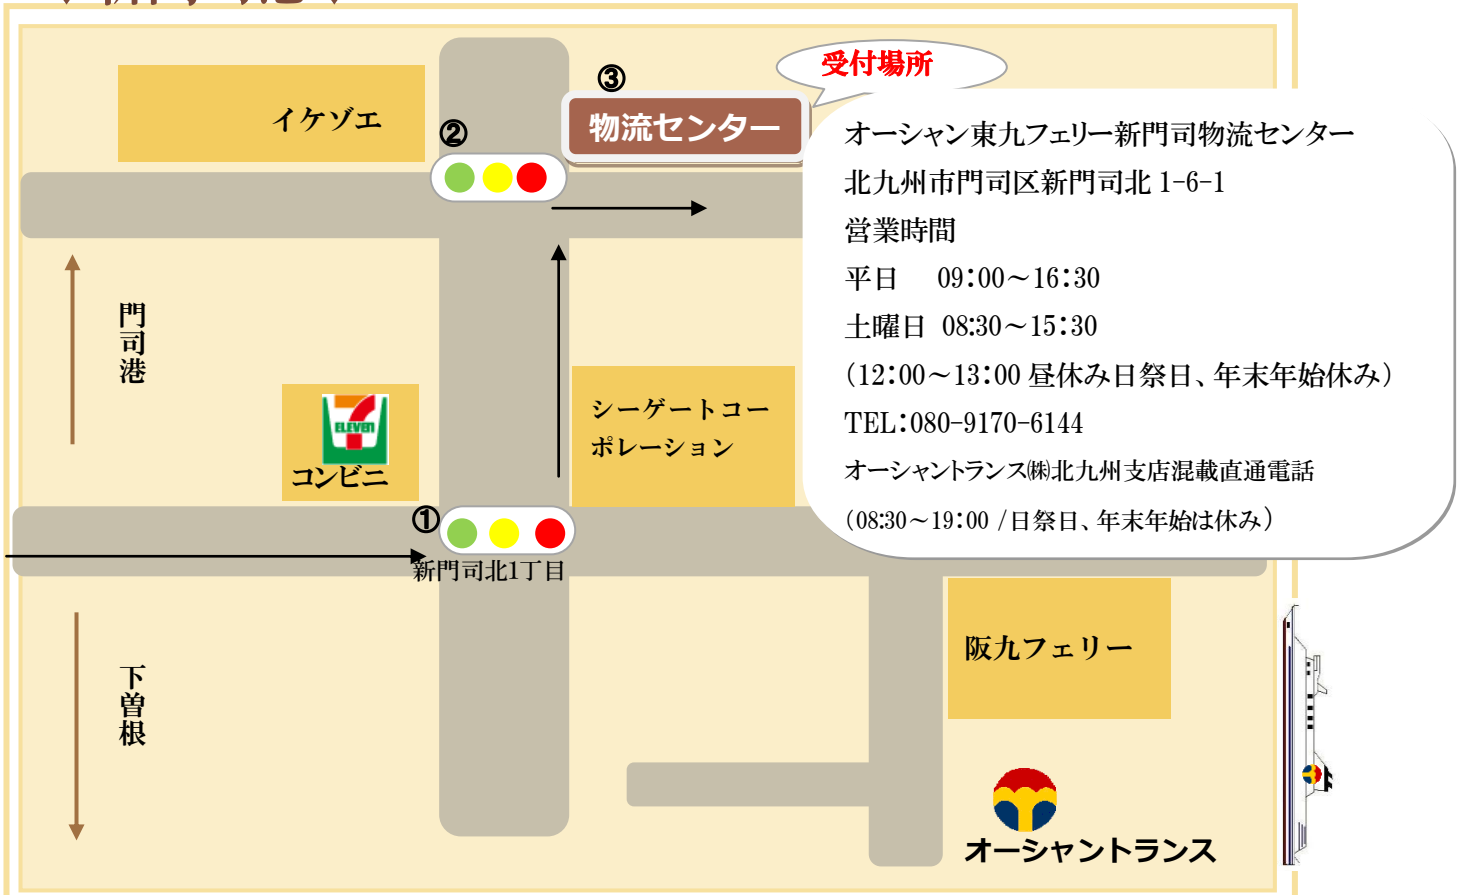 受付場所
③
物流センター
イケゾエ
②
オーシャン東九フェリー新門司物流センター
北九州市門司区新門司北 1-6-1
営業時間
平日 09:00～16:30
土曜日 08:30～15:30
(12:00～13:00 昼休み日祭日、年末年始休み)
TEL:080-9170-6144
オーシャントランス㈱北九州支店混載直通電話
(08:30～19:00 /日祭日、年末年始は休み)
門司港
ELEVEN
コンビニ
シーゲートコー
ポレーション
①
新門司北1丁目
下曽根
阪九フェリー
オーシャントランス